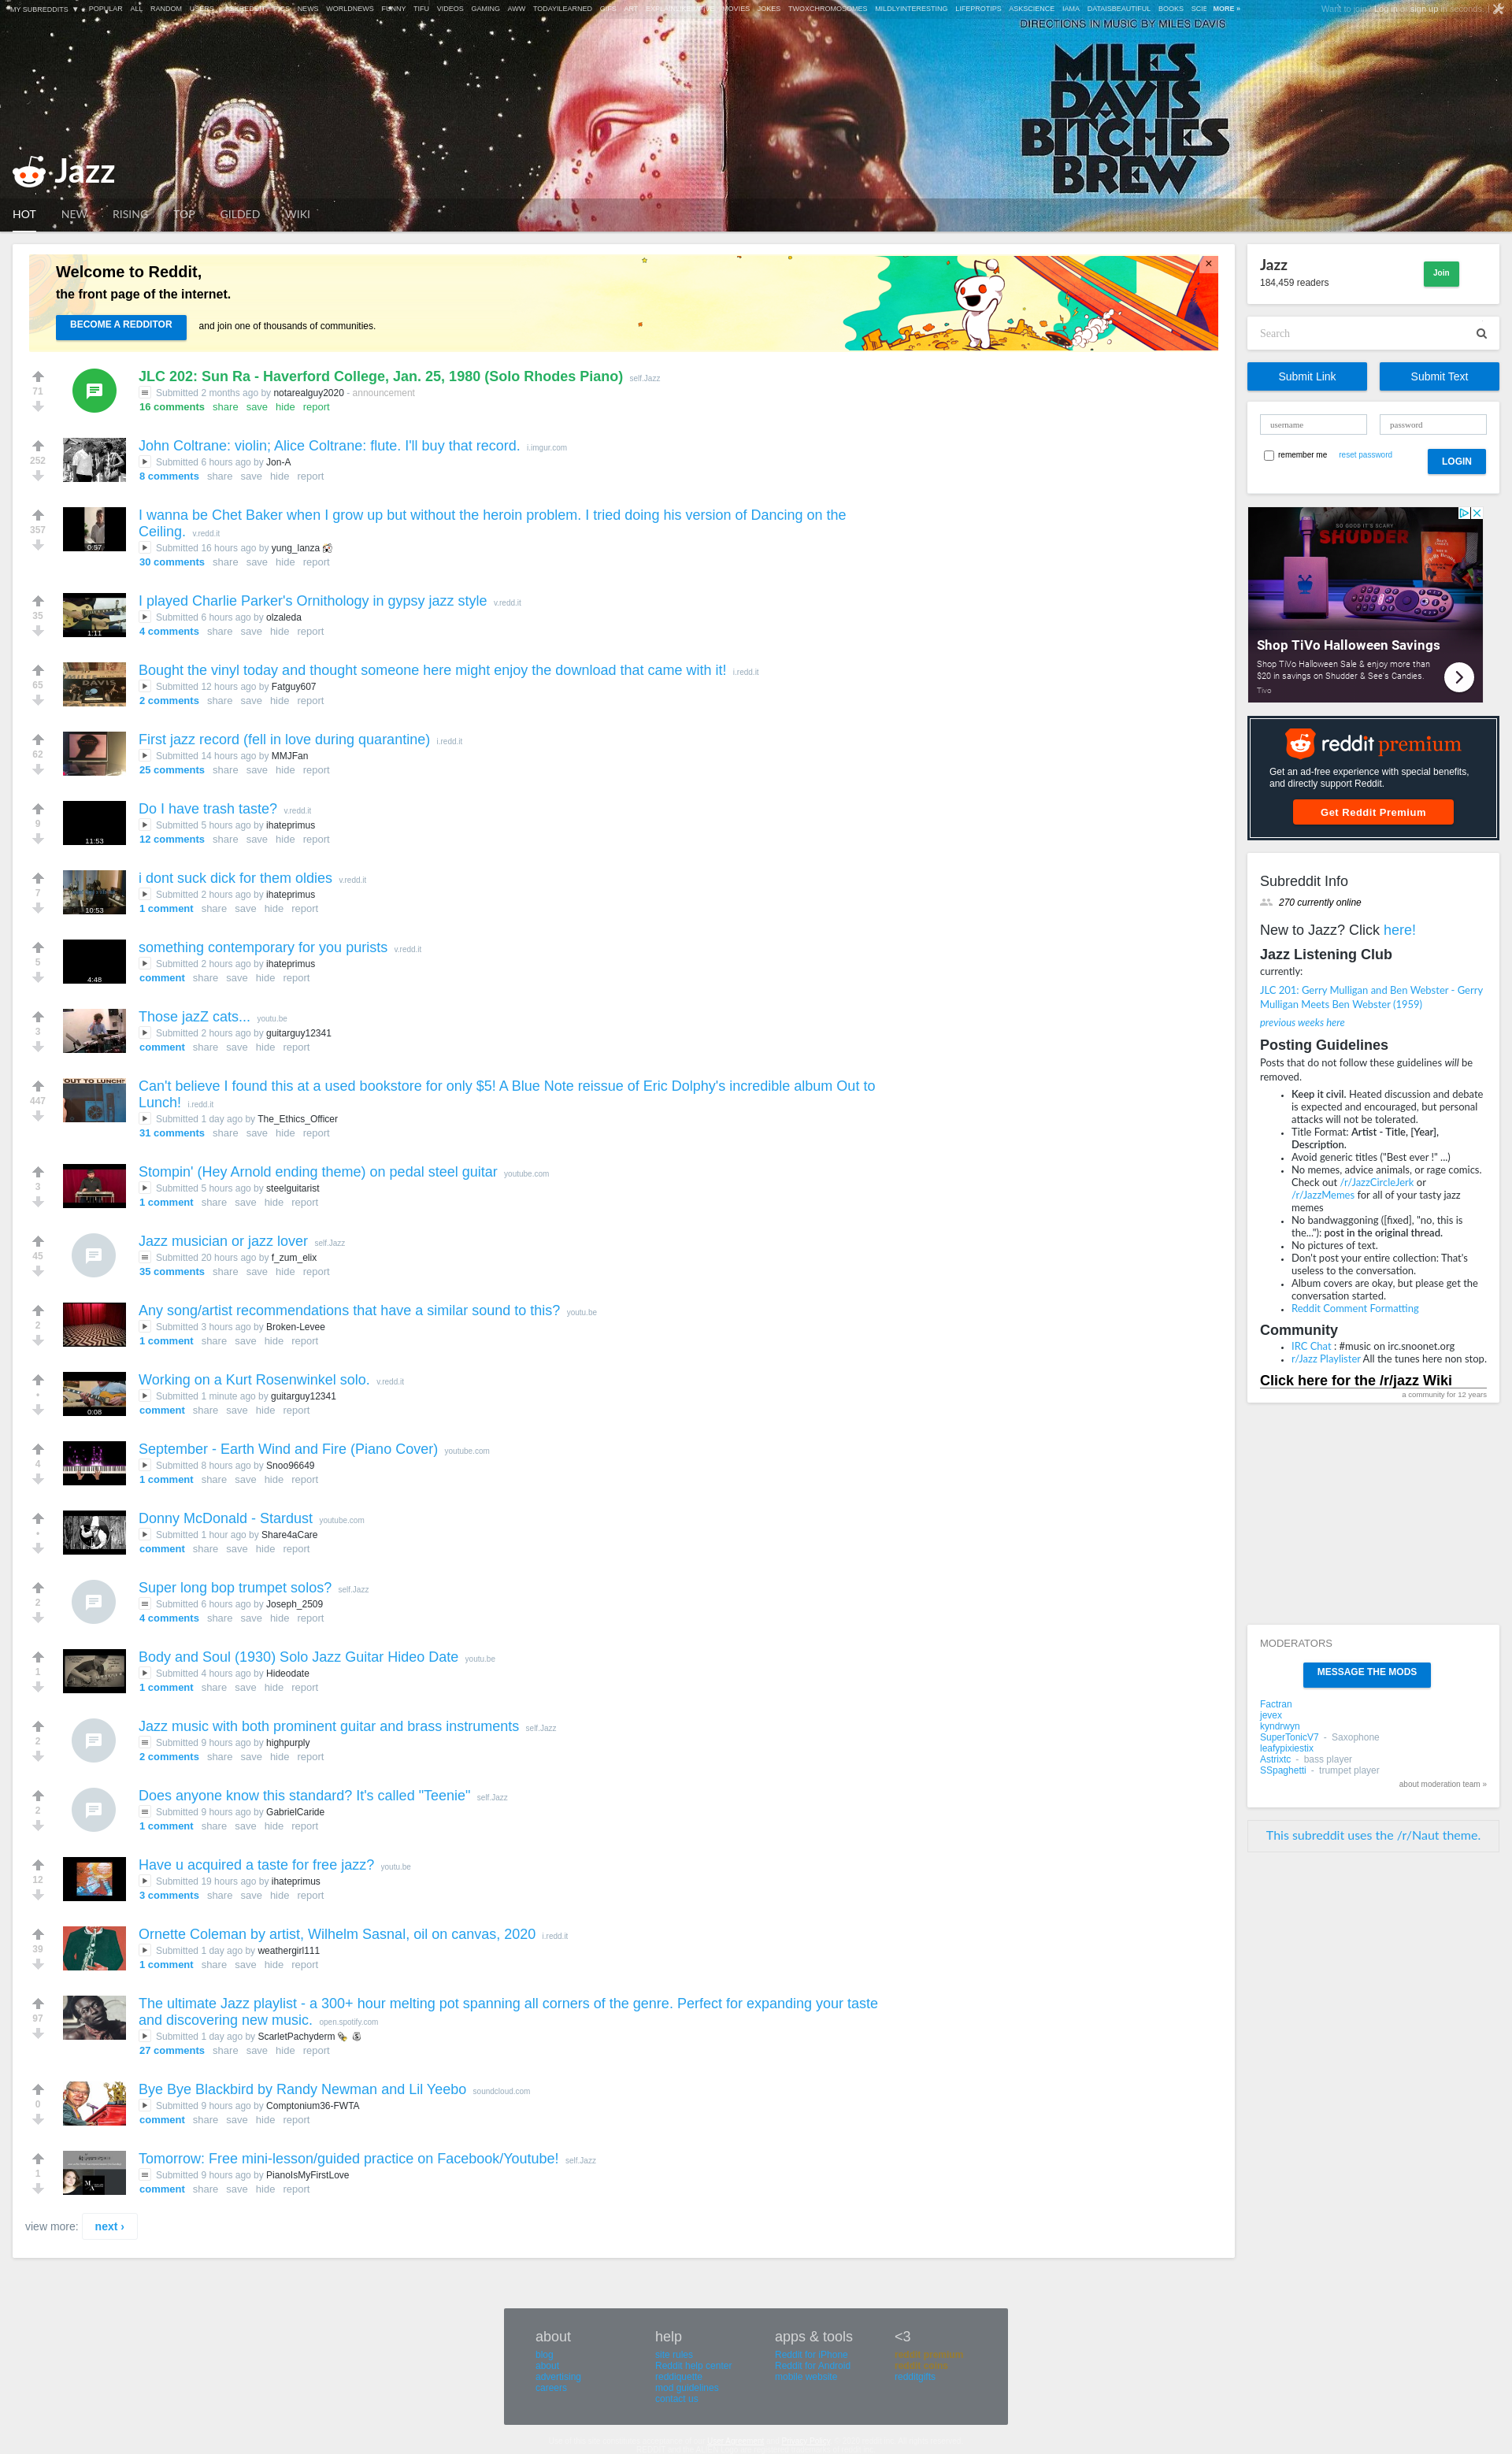 MY SUBREDDITS ▼ POPULAR ALL RANDOM USERS NEWS WORLDNEWS FUNNY TIFU VIDEOS GAMING AWW TODAYILEARNED GIFS ART MOVIES JOKES TWOXCHROMOSOMES MILDLYINTERESTING LIFEPROTIPS ASKSCIENCE IAMA DATAISBEAUTIFUL BOOKS SCIE MORE »
Want to join? Log in or sign up in seconds.
DIRECTIONS IN MUSIC BY MILES DAVIS
MILES
DAVIS
BITCHES
BREW
Jazz
HOT NEW RISING TOP GILDED WIKI
Welcome to Reddit,
the front page of the internet.
BECOME A REDDITOR and join one of thousands of communities.
×
71
JLC 202: Sun Ra - Haverford College, Jan. 25, 1980 (Solo Rhodes Piano) self.Jazz
Submitted 2 months ago by notarealguy2020 - announcement
16 comments share save hide report
252
John Coltrane: violin; Alice Coltrane: flute. I'll buy that record. i.imgur.com
Submitted 6 hours ago by Jon-A
8 comments share save hide report
357
0:57
I wanna be Chet Baker when I grow up but without the heroin problem. I tried doing his version of Dancing on the
Ceiling. v.redd.it
Submitted 16 hours ago by yung_lanza
30 comments share save hide report
35
1:11
I played Charlie Parker's Ornithology in gypsy jazz style v.redd.it
Submitted 6 hours ago by olzaleda
4 comments share save hide report
65
Bought the vinyl today and thought someone here might enjoy the download that came with it! i.redd.it
Submitted 12 hours ago by Fatguy607
2 comments share save hide report
62
First jazz record (fell in love during quarantine) i.redd.it
Submitted 14 hours ago by MMJFan
25 comments share save hide report
9
11:53
Do I have trash taste? v.redd.it
Submitted 5 hours ago by ihateprimus
12 comments share save hide report
7
10:53
i dont suck dick for them oldies v.redd.it
Submitted 2 hours ago by ihateprimus
1 comment share save hide report
5
4:48
something contemporary for you purists v.redd.it
Submitted 2 hours ago by ihateprimus
comment share save hide report
3
Those jazZ cats... youtu.be
Submitted 2 hours ago by guitarguy12341
comment share save hide report
447
OUT TO LUNCH!
Can't believe I found this at a used bookstore for only $5! A Blue Note reissue of Eric Dolphy's incredible album Out to
Lunch! i.redd.it
Submitted 1 day ago by The_Ethics_Officer
31 comments share save hide report
3
Stompin' (Hey Arnold ending theme) on pedal steel guitar youtube.com
Submitted 5 hours ago by steelguitarist
1 comment share save hide report
45
Jazz musician or jazz lover self.Jazz
Submitted 20 hours ago by f_zum_elix
35 comments share save hide report
2
Any song/artist recommendations that have a similar sound to this? youtu.be
Submitted 3 hours ago by Broken-Levee
1 comment share save hide report
•
0:08
Working on a Kurt Rosenwinkel solo. v.redd.it
Submitted 1 minute ago by guitarguy12341
comment share save hide report
4
September - Earth Wind and Fire (Piano Cover) youtube.com
Submitted 8 hours ago by Snoo96649
1 comment share save hide report
•
Donny McDonald - Stardust youtube.com
Submitted 1 hour ago by Share4aCare
comment share save hide report
2
Super long bop trumpet solos? self.Jazz
Submitted 6 hours ago by Joseph_2509
4 comments share save hide report
1
Body and Soul (1930) Solo Jazz Guitar Hideo Date youtu.be
Submitted 4 hours ago by Hideodate
1 comment share save hide report
2
Jazz music with both prominent guitar and brass instruments self.Jazz
Submitted 9 hours ago by highpurply
2 comments share save hide report
2
Does anyone know this standard? It's called "Teenie" self.Jazz
Submitted 9 hours ago by GabrielCaride
1 comment share save hide report
12
Have u acquired a taste for free jazz? youtu.be
Submitted 19 hours ago by ihateprimus
3 comments share save hide report
39
Ornette Coleman by artist, Wilhelm Sasnal, oil on canvas, 2020 i.redd.it
Submitted 1 day ago by weathergirl111
1 comment share save hide report
97
The ultimate Jazz playlist - a 300+ hour melting pot spanning all corners of the genre. Perfect for expanding your taste
and discovering new music. open.spotify.com
Submitted 1 day ago by ScarletPachyderm
27 comments share save hide report
0
Bye Bye Blackbird by Randy Newman and Lil Yeebo soundcloud.com
Submitted 9 hours ago by Comptonium36-FWTA
comment share save hide report
1
Tomorrow: Free mini-lesson/guided practice on Facebook/Youtube! self.Jazz
Submitted 9 hours ago by PianoIsMyFirstLove
comment share save hide report
view more: next ›
Jazz
184,459 readers
Join
Search
Submit Link Submit Text
username password
remember me reset password LOGIN
SO GOOD IT'S SCARY
SHUDDER
Shop TiVo Halloween Savings
Shop TiVo Halloween Sale & enjoy more than
$20 in savings on Shudder & See's Candies.
Tivo
reddit premium
Get an ad-free experience with special benefits,
and directly support Reddit.
Get Reddit Premium
Subreddit Info
270 currently online
New to Jazz? Click here!
Jazz Listening Club
currently:
JLC 201: Gerry Mulligan and Ben Webster - Gerry
Mulligan Meets Ben Webster (1959)
previous weeks here
Posting Guidelines
Posts that do not follow these guidelines will be
removed.
• Keep it civil. Heated discussion and debate
is expected and encouraged, but personal
attacks will not be tolerated.
• Title Format: Artist - Title, [Year],
Description.
• Avoid generic titles ("Best ever !" ...)
• No memes, advice animals, or rage comics.
Check out /r/JazzCircleJerk or
/r/JazzMemes for all of your tasty jazz
memes
• No bandwaggoning ([fixed], "no, this is
the..."): post in the original thread.
• No pictures of text.
• Don't post your entire collection: That's
useless to the conversation.
• Album covers are okay, but please get the
conversation started.
• Reddit Comment Formatting
Community
• IRC Chat : #music on irc.snoonet.org
• r/Jazz Playlister All the tunes here non stop.
Click here for the /r/jazz Wiki
a community for 12 years
MODERATORS
MESSAGE THE MODS
Factran
jevex
kyndrwyn
SuperTonicV7 - Saxophone
leafypixiestix
Astrixtc - bass player
SSpaghetti - trumpet player
about moderation team »
This subreddit uses the /r/Naut theme.
about help apps & tools <3
blog
about
advertising
careers
site rules
Reddit help center
reddiquette
mod guidelines
contact us
Reddit for iPhone
Reddit for Android
mobile website
reddit premium
reddit coins
redditgifts
User Agreement Privacy Policy